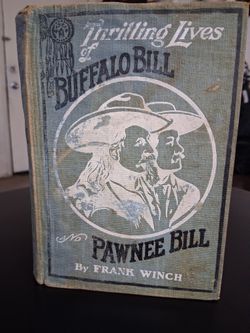 Thrilling Lives
of
BUFFALO BILL
AND
PAWNEE BILL
BY FRANK WINCH